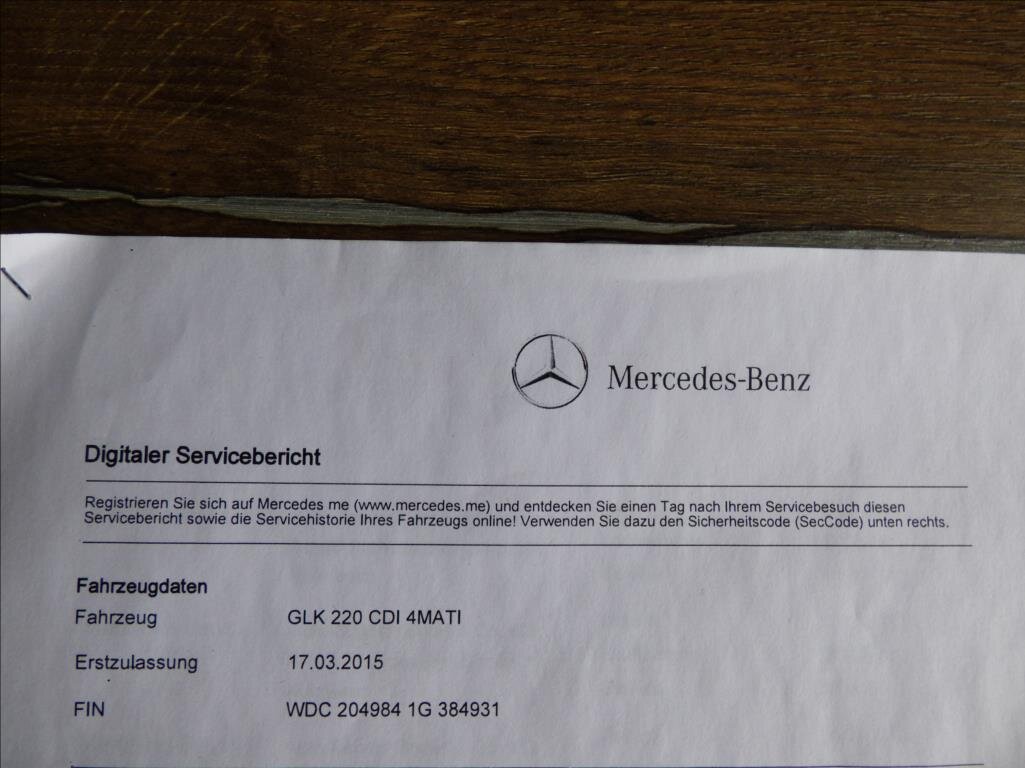 Mercedes-Benz
Digitaler Servicebericht
Registrieren Sie sich auf Mercedes me (www.mercedes.me) und entdecken Sie einen Tag nach Ihrem Servicebesuch diesen
Servicebericht sowie die Servicehistorie Ihres Fahrzeugs online! Verwenden Sie dazu den Sicherheitscode (SecCode) unten rechts.
Fahrzeugdaten
Fahrzeug GLK 220 CDI 4MATI
Erstzulassung 17.03.2015
FIN WDC 204984 1G 384931